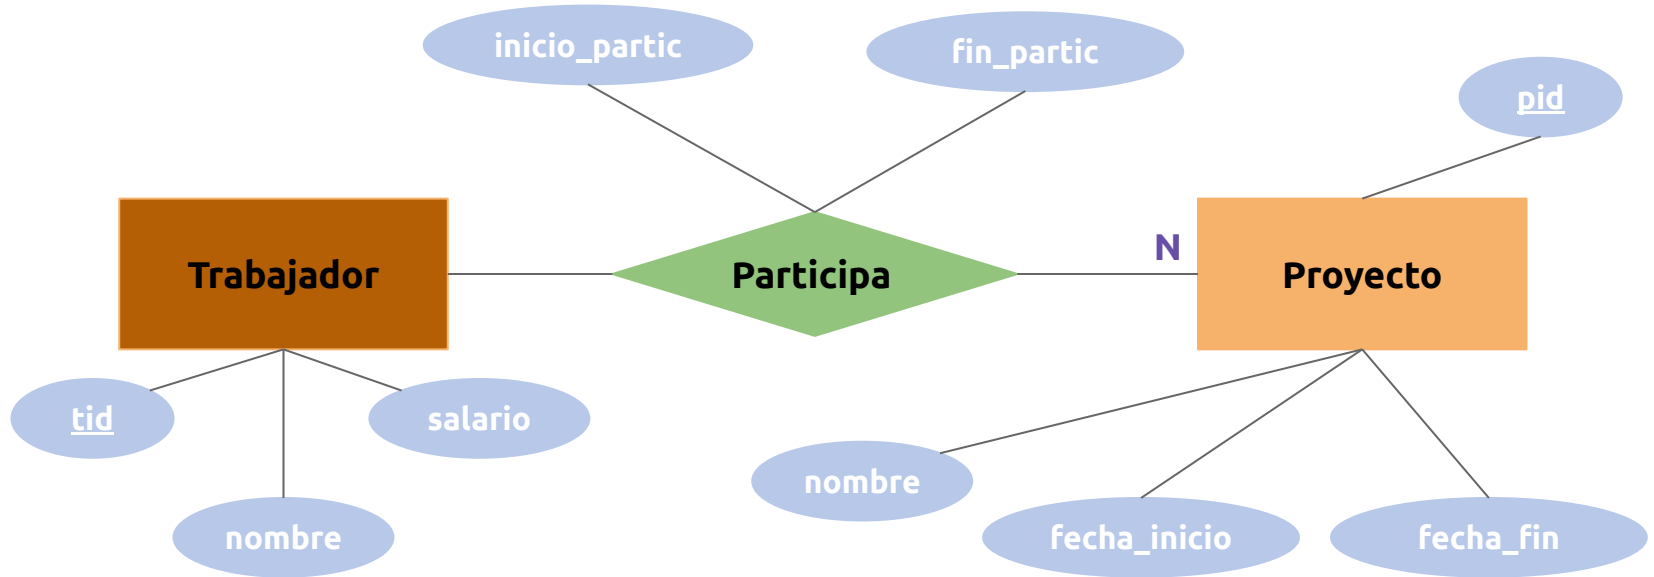 inicio_partic
fin_partic
pid
N
Trabajador
Participa
Proyecto
tid
salario
nombre
nombre
fecha_inicio
fecha_fin